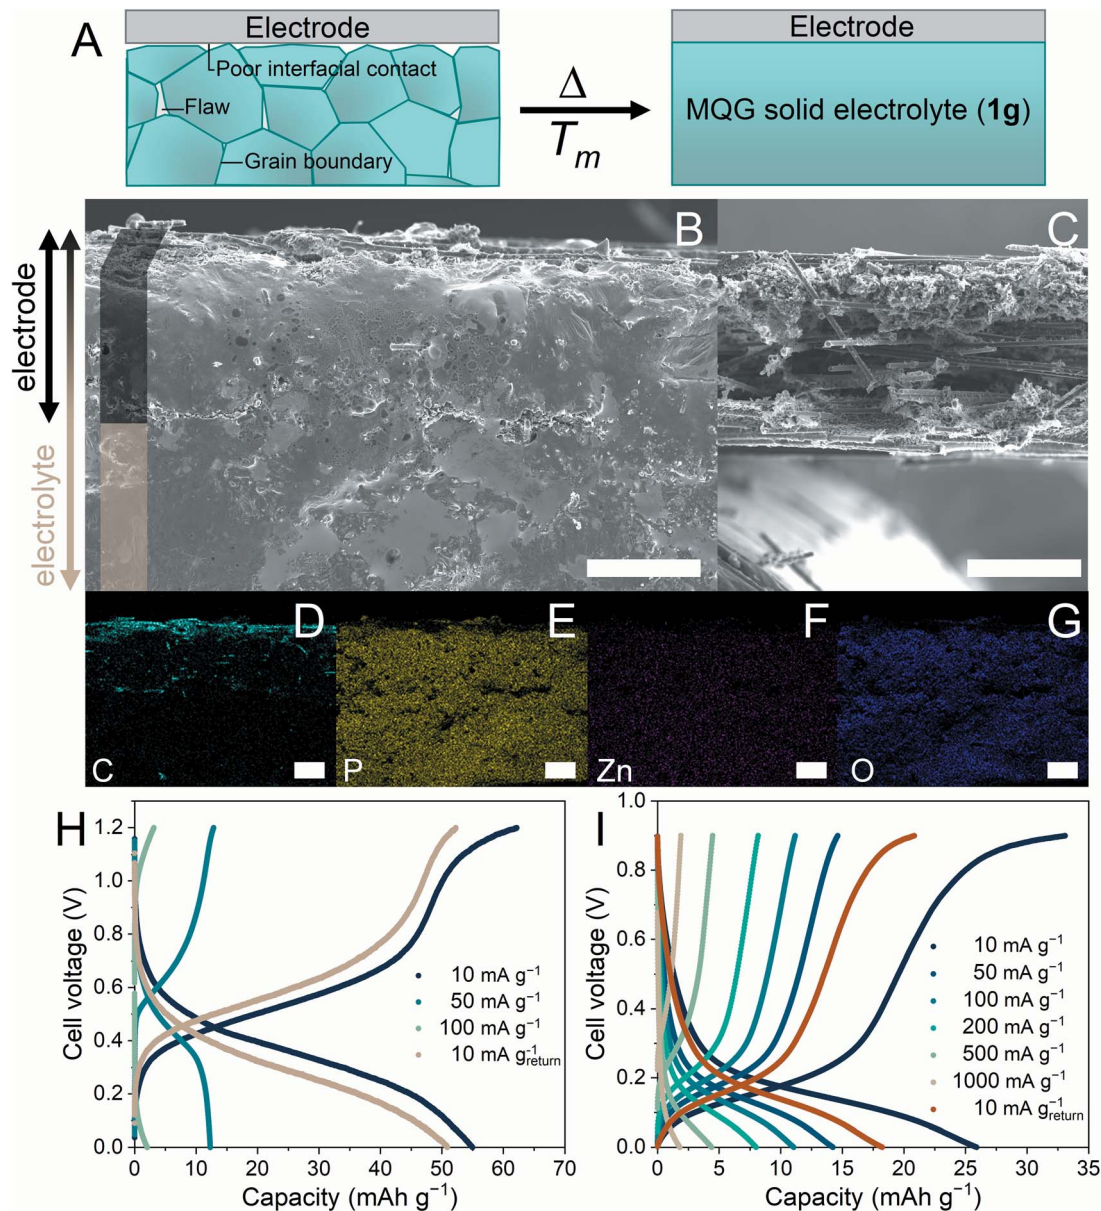 A
Electrode
Poor interfacial contact
Flaw
Grain boundary
Δ
Tm
Electrode
MQG solid electrolyte (1g)
electrode
electrolyte
B
C
D
C
E
P
F
Zn
G
O
H
Cell voltage (V)
1.2
1.0
0.8
0.6
0.4
0.2
0.0
10 mA g⁻¹
50 mA g⁻¹
100 mA g⁻¹
10 mA g⁻¹return
0 10 20 30 40 50 60 70
Capacity (mAh g⁻¹)
I
Cell voltage (V)
1.0
0.8
0.6
0.4
0.2
0.0
10 mA g⁻¹
50 mA g⁻¹
100 mA g⁻¹
200 mA g⁻¹
500 mA g⁻¹
1000 mA g⁻¹
10 mA g⁻¹return
0 5 10 15 20 25 30 35
Capacity (mAh g⁻¹)